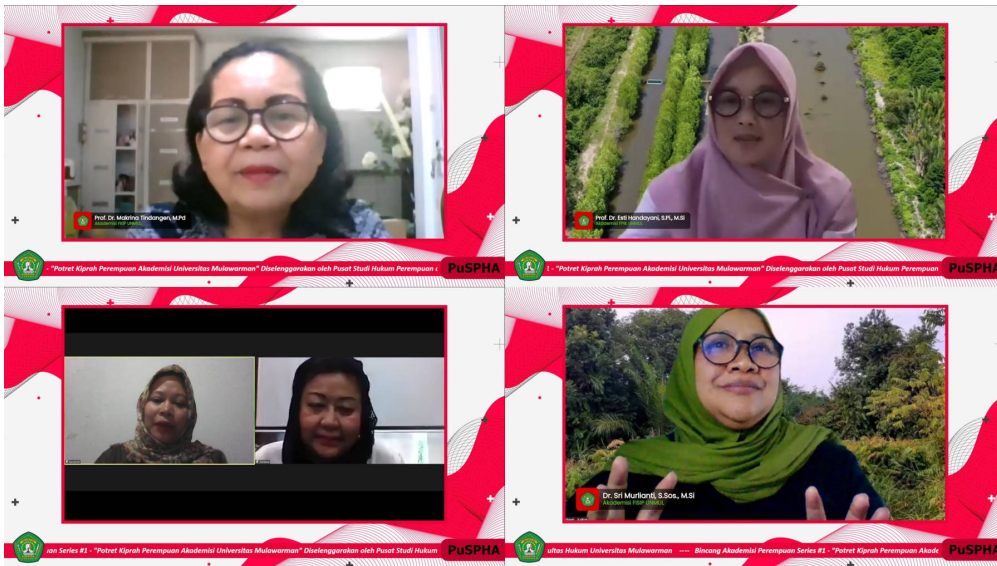 Prof. Dr. Makrina Tindangen, M.Pd
Akademisi FKIP UNMUL
- "Potret Kiprah Perempuan Akademisi Universitas Mulawarman" Diselenggarakan oleh Pusat Studi Hukum Perempuan
PuSPHA
Prof. Dr. Esti Handayani, S.Pi., M.Si
Akademisi FPIK UNMUL
1 - "Potret Kiprah Perempuan Akademisi Universitas Mulawarman" Diselenggarakan oleh Pusat Studi Hukum Perempuan
PuSPHA
uan Series #1 - "Potret Kiprah Perempuan Akademisi Universitas Mulawarman" Diselenggarakan oleh Pusat Studi Hukum
PuSPHA
Dr. Sri Murlianti, S.Sos., M.Si
Akademisi FISIP UNMUL
ultas Hukum Universitas Mulawarman ---- Bincang Akademisi Perempuan Series #1 - "Potret Kiprah Perempuan Akade
PuSPHA